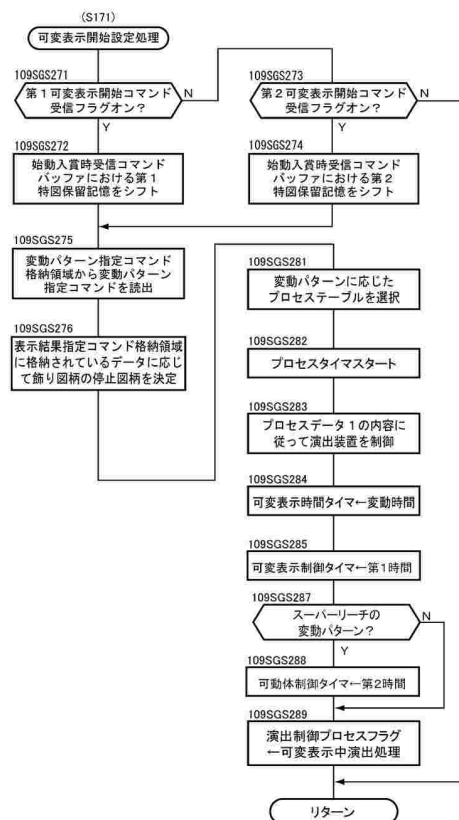 (S171)
可変表示開始設定処理
109SGS271
第1可変表示開始コマンド
受信フラグオン?
N
Y
109SGS272
始動入賞時受信コマンド
バッファにおける第1
特図保留記憶をシフト
109SGS273
第2可変表示開始コマンド
受信フラグオン?
N
Y
109SGS274
始動入賞時受信コマンド
バッファにおける第2
特図保留記憶をシフト
109SGS275
変動パターン指定コマンド
格納領域から変動パターン
指定コマンドを読出
109SGS276
表示結果指定コマンド格納領域
に格納されているデータに応じ
て飾り図柄の停止図柄を決定
109SGS281
変動パターンに応じた
プロセステーブルを選択
109SGS282
プロセスタイマスタート
109SGS283
プロセスデータ1の内容に
従って演出装置を制御
109SGS284
可変表示時間タイマ←変動時間
109SGS285
可変表示制御タイマ←第1時間
109SGS287
スーパーリーチの
変動パターン?
N
Y
109SGS288
可動体制御タイマ←第2時間
109SGS289
演出制御プロセスフラグ
←可変表示中演出処理
リターン